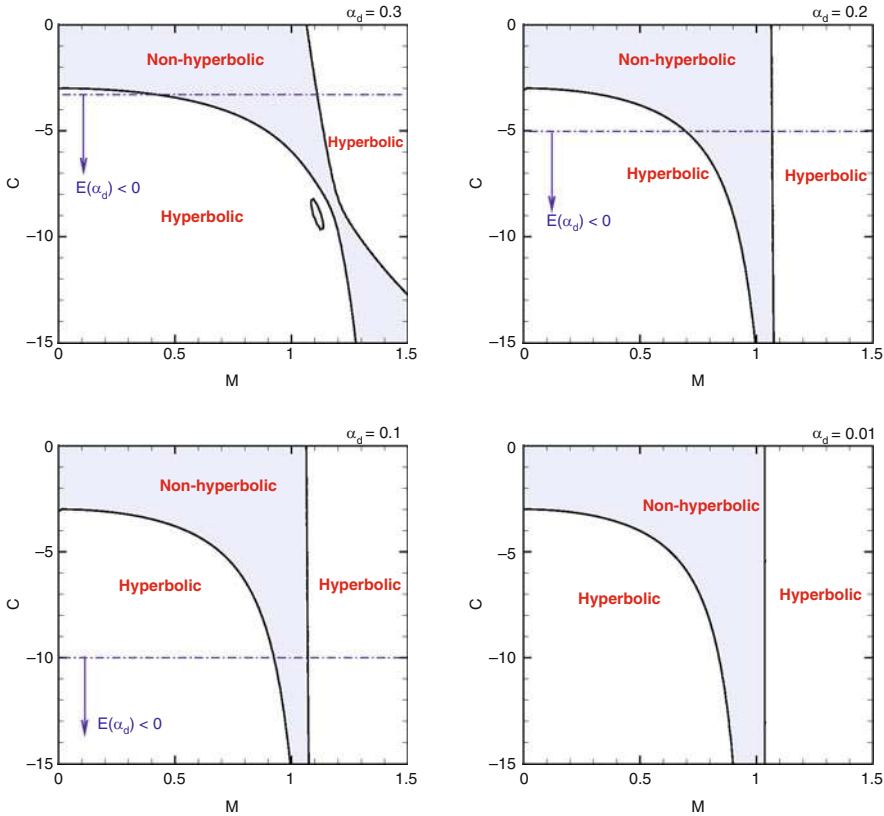 α_d = 0.3
0
Non-hyperbolic
−5
Hyperbolic
C
E(α_d) < 0
Hyperbolic
−10
−15
0
0.5
1
1.5
M
α_d = 0.2
0
Non-hyperbolic
−5
C
Hyperbolic
Hyperbolic
E(α_d) < 0
−10
−15
0
0.5
1
1.5
M
α_d = 0.1
0
Non-hyperbolic
−5
Hyperbolic
Hyperbolic
C
−10
E(α_d) < 0
−15
0
0.5
1
1.5
M
α_d = 0.01
0
Non-hyperbolic
−5
Hyperbolic
Hyperbolic
C
−10
−15
0
0.5
1
1.5
M